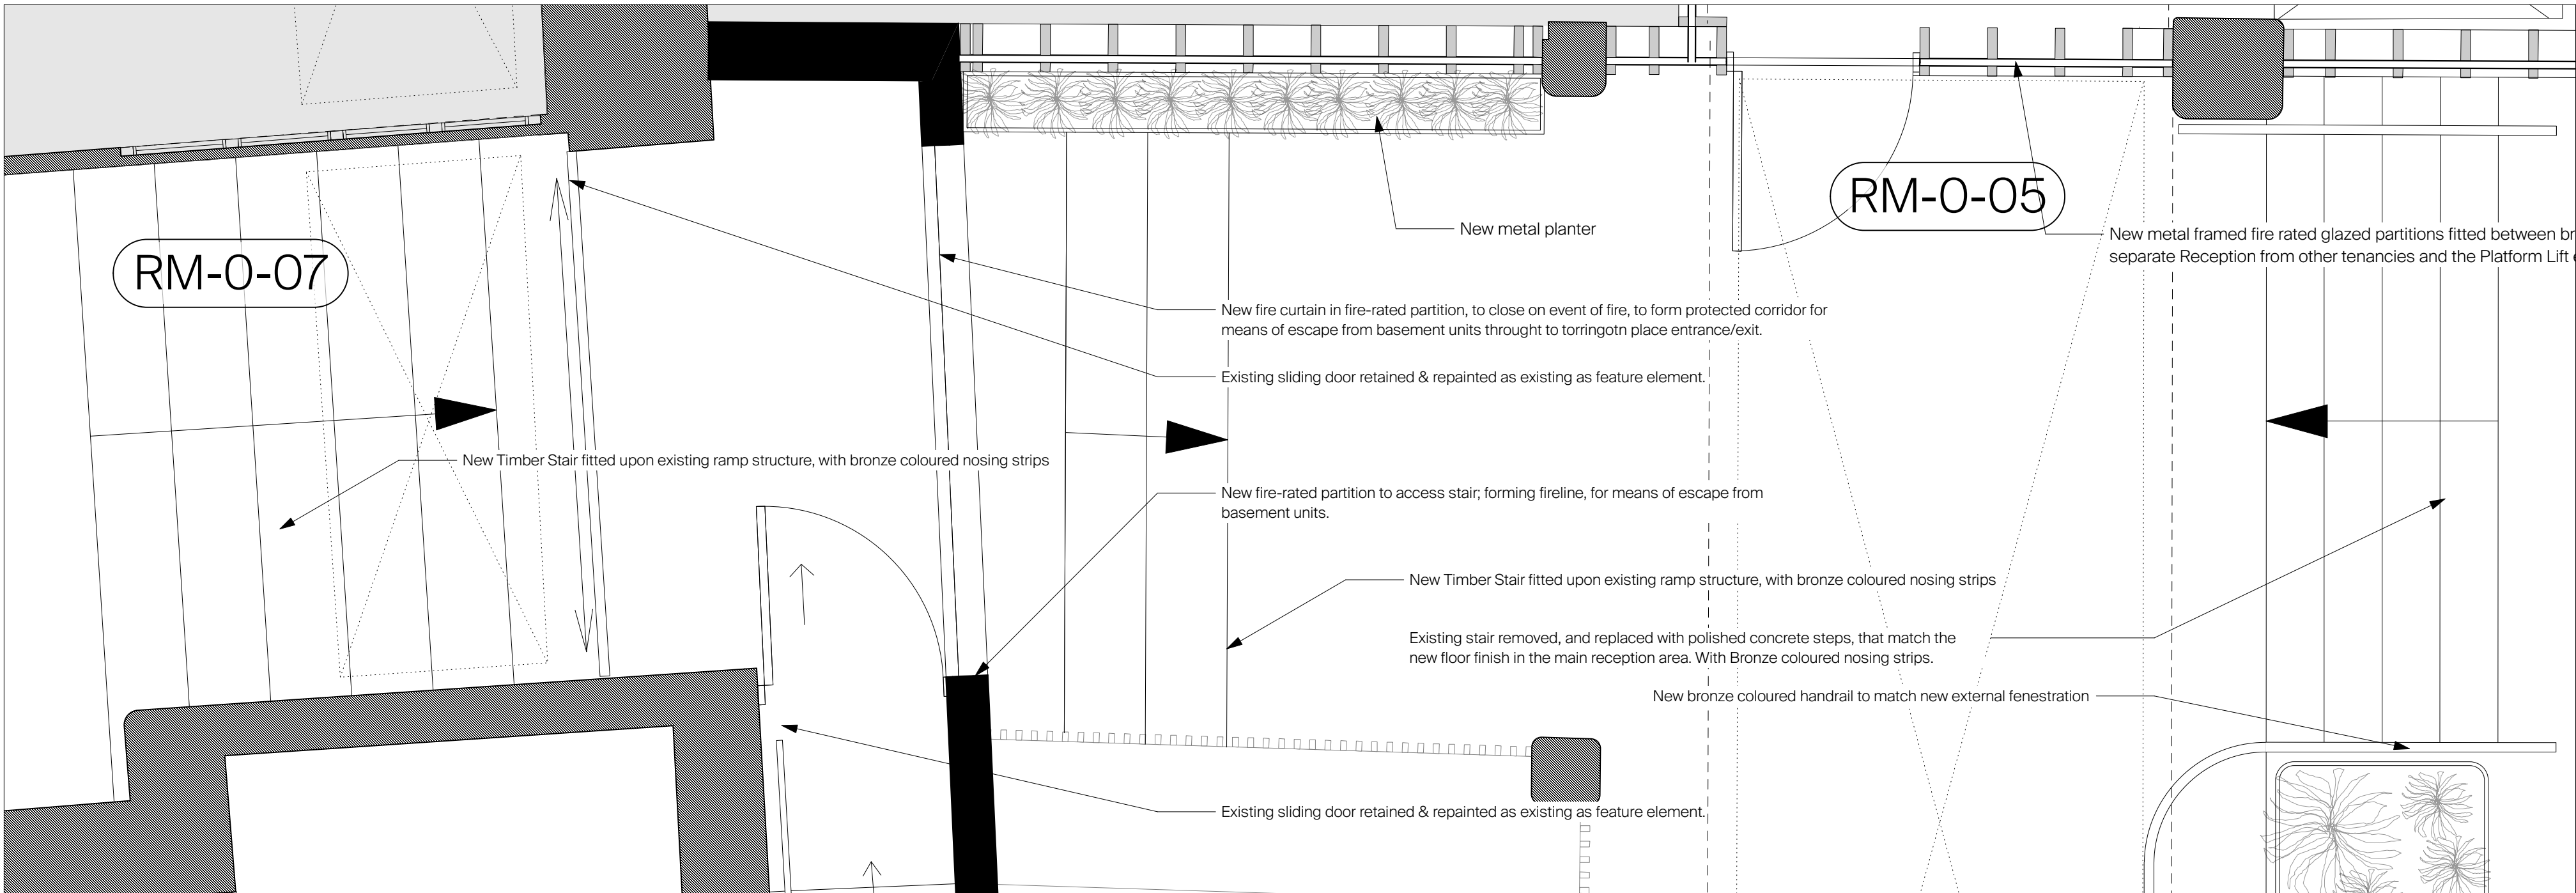 RM-0-05
RM-0-07
New metal planter
New metal framed fire rated glazed partitions fitted between
separate Reception from other tenancies and the Platform Lift
New fire curtain in fire-rated partition, to close on event of fire, to form protected corridor for
means of escape from basement units throught to torringotn place entrance/exit.
Existing sliding door retained & repainted as existing as feature element.
New Timber Stair fitted upon existing ramp structure, with bronze coloured nosing strips
New fire-rated partition to access stair; forming fireline, for means of escape from
basement units.
New Timber Stair fitted upon existing ramp structure, with bronze coloured nosing strips
Existing stair removed, and replaced with polished concrete steps, that match the
new floor finish in the main reception area. With Bronze coloured nosing strips.
New bronze coloured handrail to match new external fenestration
Existing sliding door retained & repainted as existing as feature element.